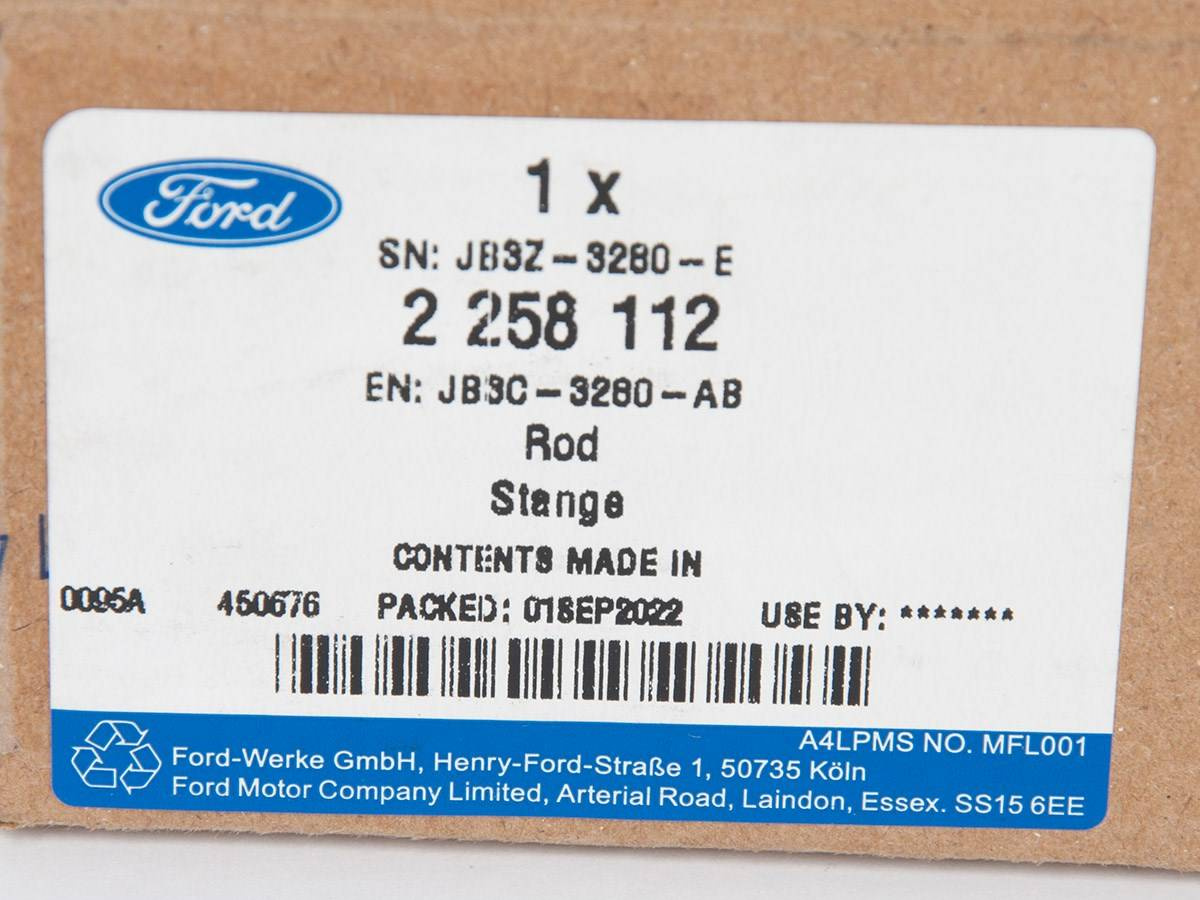 Ford
1 x
SN: JB3Z-3280-E
2 258 112
EN: JB3C-3280-AB
Rod
Stange
CONTENTS MADE IN
0095A 450676 PACKED: 01SEP2022 USE BY: *******
A4LPMS NO. MFL001
Ford-Werke GmbH, Henry-Ford-Straße 1, 50735 Köln
Ford Motor Company Limited, Arterial Road, Laindon, Essex. SS15 6EE